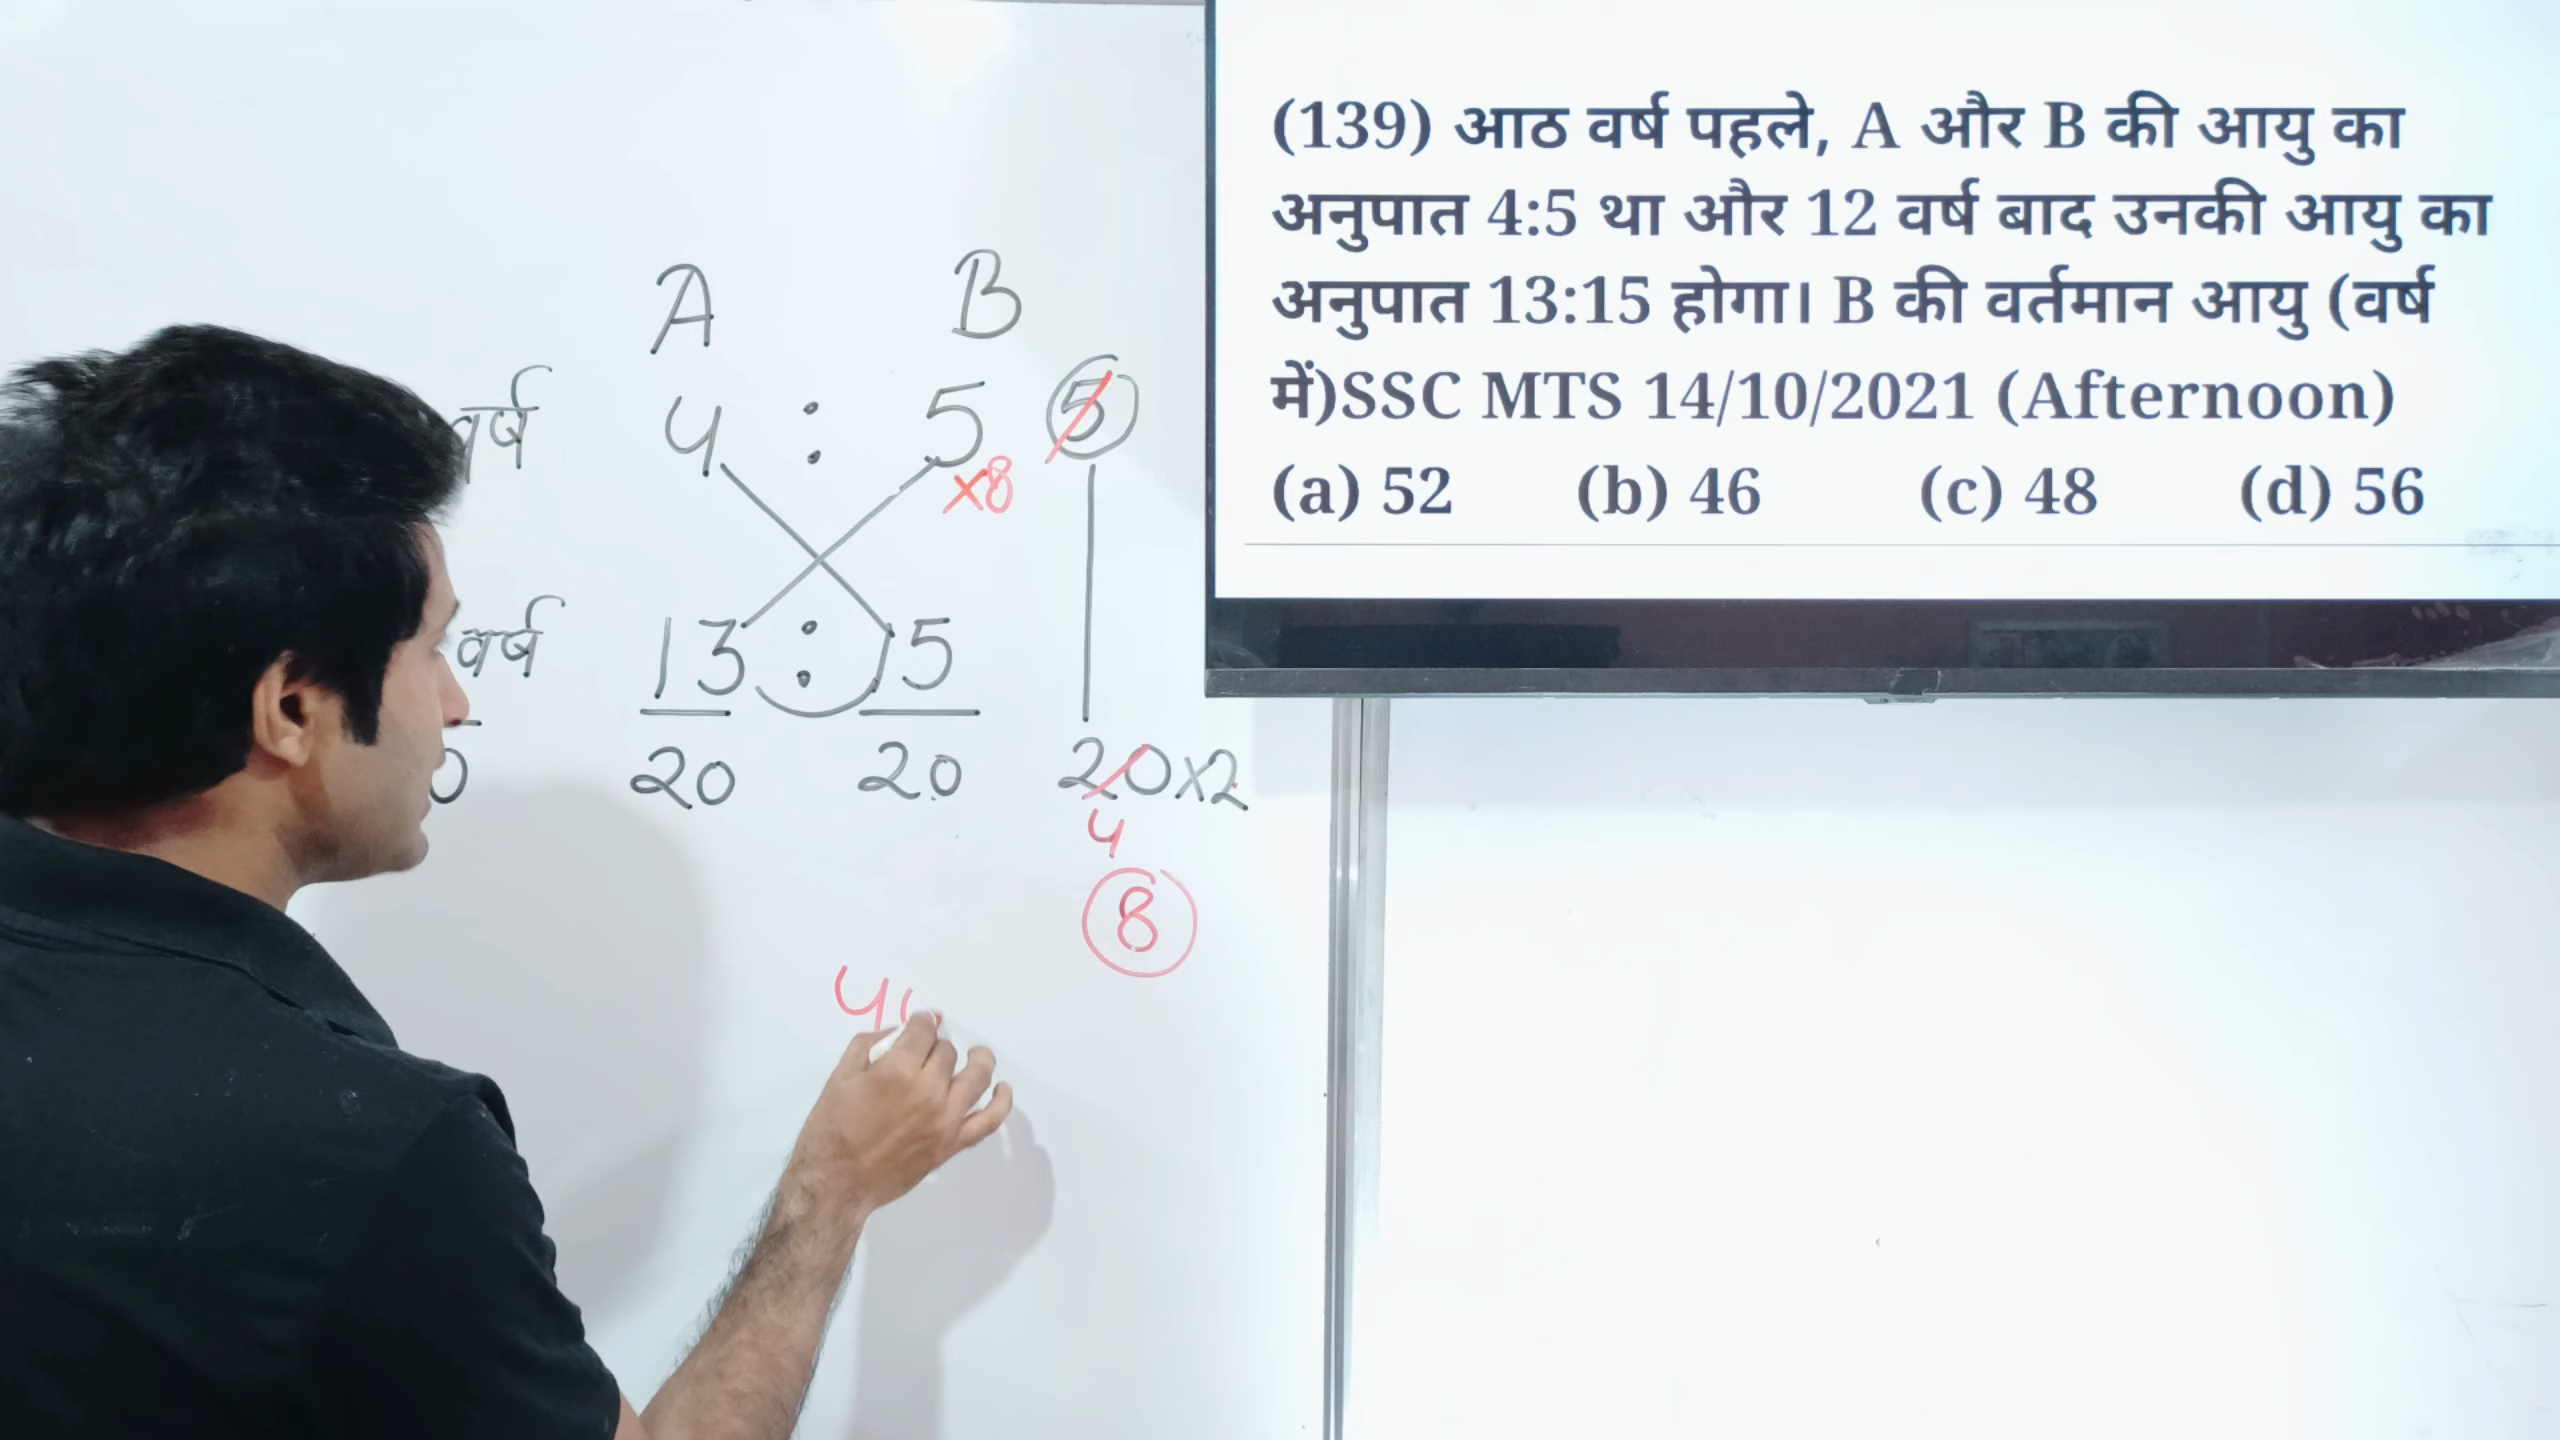 A B
वर्ष 4 : 5 5
×8
वर्ष 13 : 15
0 20 20 20×2
4
8
4
(139) आठ वर्ष पहले, A और B की आयु का
अनुपात 4:5 था और 12 वर्ष बाद उनकी आयु का
अनुपात 13:15 होगा। B की वर्तमान आयु (वर्ष
में)SSC MTS 14/10/2021 (Afternoon)
(a) 52 (b) 46 (c) 48 (d) 56